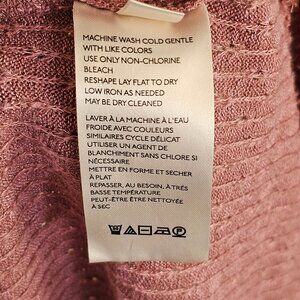 MACHINE WASH COLD GENTLE
WITH LIKE COLORS
USE ONLY NON-CHLORINE
BLEACH
RESHAPE LAY FLAT TO DRY
LOW IRON AS NEEDED
MAY BE DRY CLEANED
LAVER À LA MACHINE À L'EAU
FROIDE AVEC COULEURS
SIMILAIRES CYCLE DÉLICAT
UTILISER UN AGENT DE
BLANCHIMENT SANS CHLORE SI
NÉCESSAIRE
METTRE EN FORME ET SÉCHER
À PLAT
REPASSER, AU BESOIN, À TRÈS
BASSE TEMPÉRATURE
PEUT-ÊTRE ÊTRE NETTOYÉE
À SEC